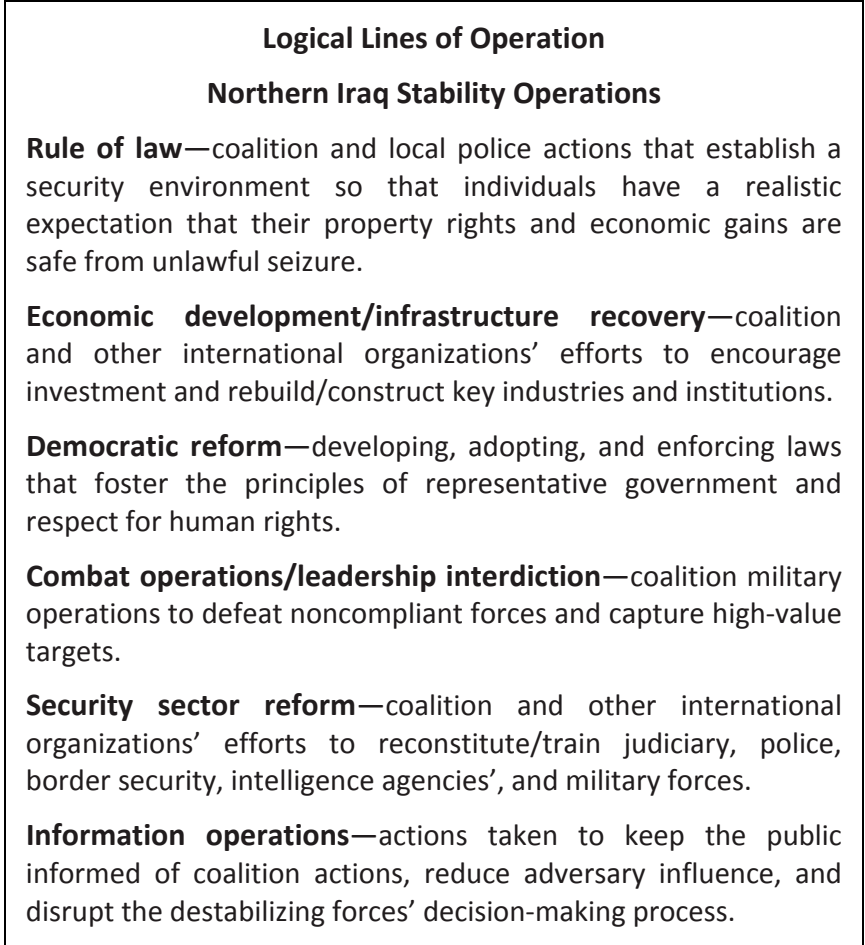 Logical Lines of Operation
Northern Iraq Stability Operations
Rule of law—coalition and local police actions that establish a
security environment so that individuals have a realistic
expectation that their property rights and economic gains are
safe from unlawful seizure.
Economic development/infrastructure recovery—coalition
and other international organizations’ efforts to encourage
investment and rebuild/construct key industries and institutions.
Democratic reform—developing, adopting, and enforcing laws
that foster the principles of representative government and
respect for human rights.
Combat operations/leadership interdiction—coalition military
operations to defeat noncompliant forces and capture high-value
targets.
Security sector reform—coalition and other international
organizations’ efforts to reconstitute/train judiciary, police,
border security, intelligence agencies’, and military forces.
Information operations—actions taken to keep the public
informed of coalition actions, reduce adversary influence, and
disrupt the destabilizing forces’ decision-making process.